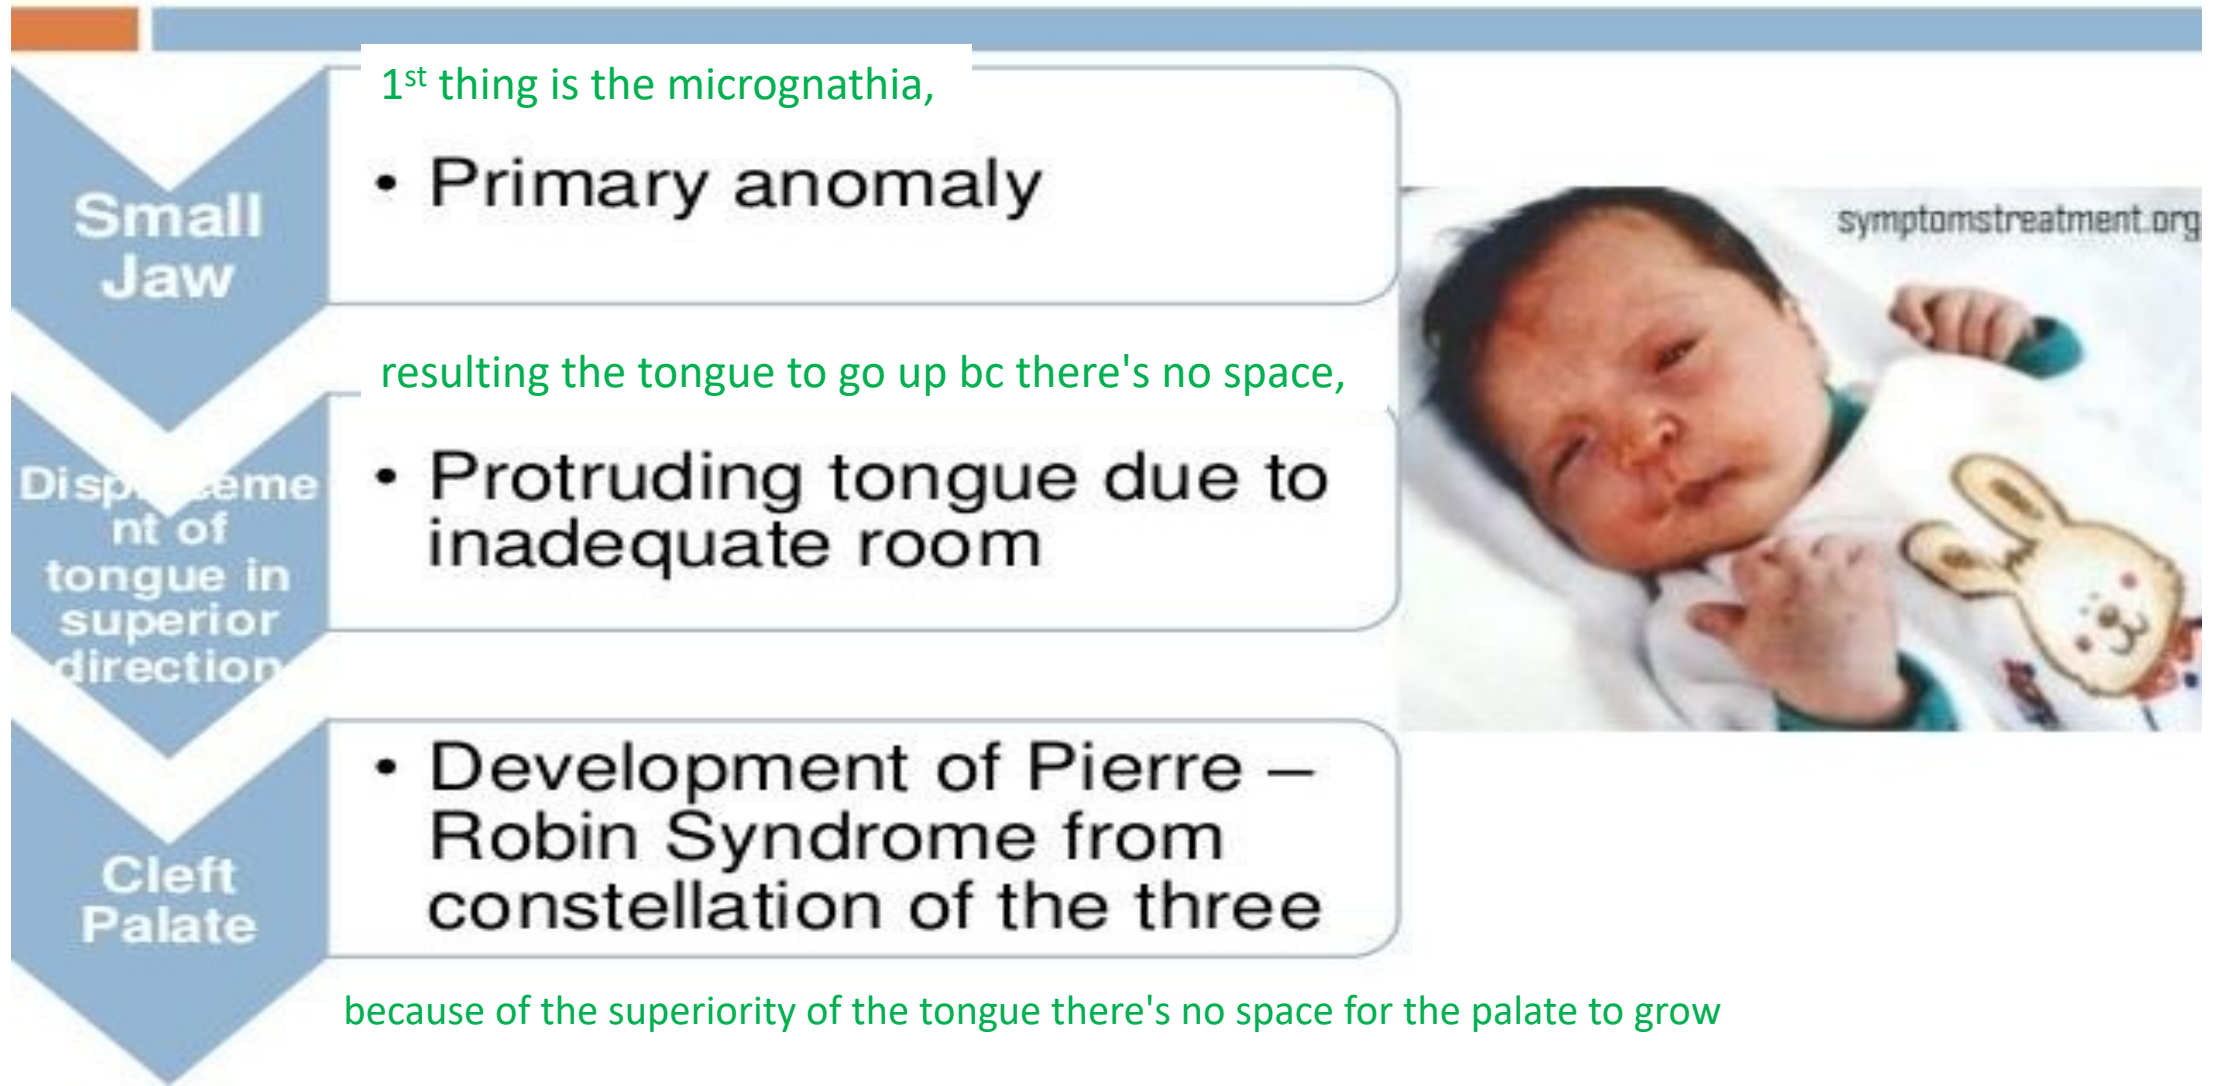 1st thing is the micrognathia,
Small
Jaw
• Primary anomaly
symptomstreatment.org
resulting the tongue to go up bc there's no space,
eme
nt of
tongue in
superior
direction
• Protruding tongue due to
inadequate room
Cleft
Palate
• Development of Pierre –
Robin Syndrome from
constellation of the three
because of the superiority of the tongue there's no space for the palate to grow